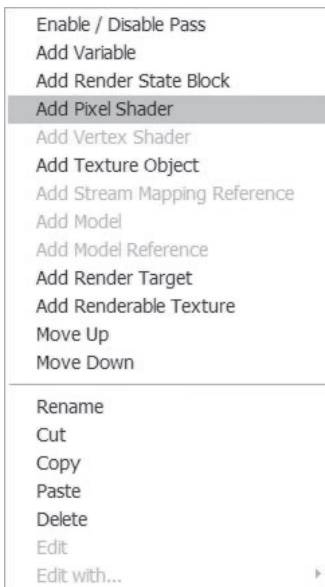 Enable / Disable Pass
Add Variable
Add Render State Block
Add Pixel Shader
Add Vertex Shader
Add Texture Object
Add Stream Mapping Reference
Add Model
Add Model Reference
Add Render Target
Add Renderable Texture
Move Up
Move Down
Rename
Cut
Copy
Paste
Delete
Edit
Edit with...